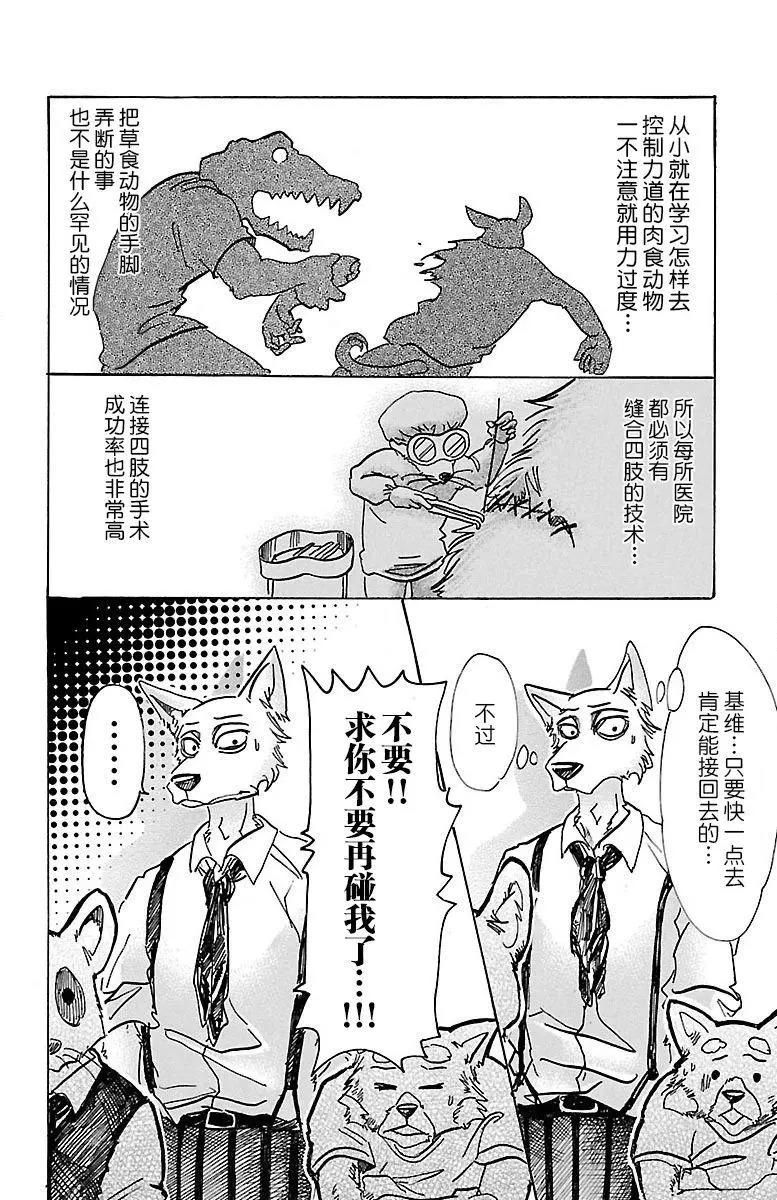 从小就在学习怎样去
控制力道的肉食动物
一不注意就用力过度…
把草食动物的手脚
弄断的事
也不是什么罕见的情况
所以每所医院
都必须有
缝合四肢的技术…
连接四肢的手术
成功率也非常高
基维…只要快一点去
肯定能接回去的…
不过
不要!!
求你不要再碰我了…!!!
……